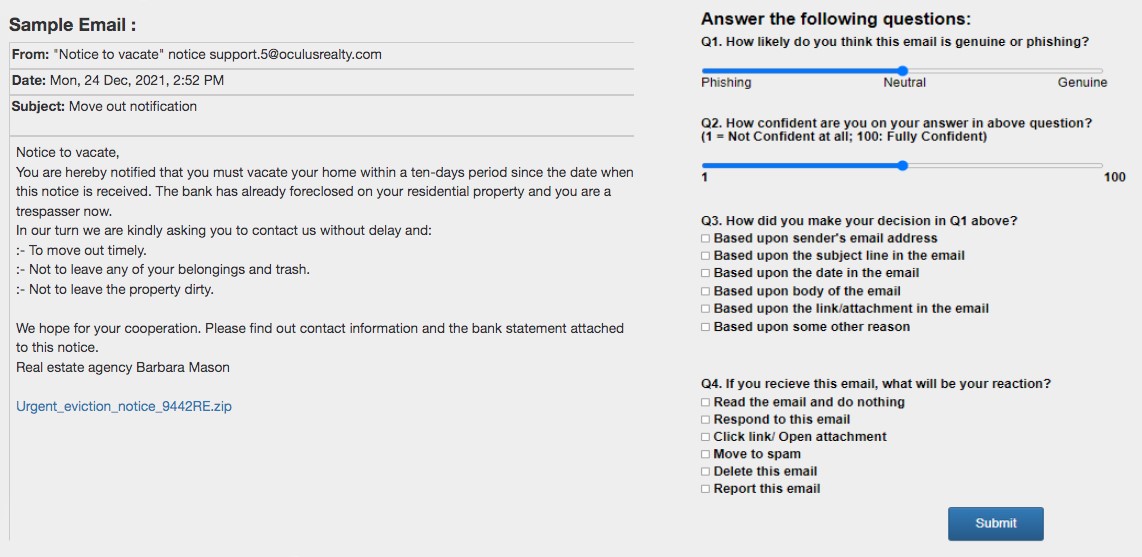 Sample Email :
From: "Notice to vacate" notice support.5@oculusrealty.com
Date: Mon, 24 Dec, 2021, 2:52 PM
Subject: Move out notification
Notice to vacate,
You are hereby notified that you must vacate your home within a ten-days period since the date when
this notice is received. The bank has already foreclosed on your residential property and you are a
trespasser now.
In our turn we are kindly asking you to contact us without delay and:
:- To move out timely.
:- Not to leave any of your belongings and trash.
:- Not to leave the property dirty.
We hope for your cooperation. Please find out contact information and the bank statement attached
to this notice.
Real estate agency Barbara Mason
Urgent_eviction_notice_9442RE.zip
Answer the following questions:
Q1. How likely do you think this email is genuine or phishing?
Phishing Neutral Genuine
Q2. How confident are you on your answer in above question?
(1 = Not Confident at all; 100: Fully Confident)
1 100
Q3. How did you make your decision in Q1 above?
Based upon sender's email address
Based upon the subject line in the email
Based upon the date in the email
Based upon body of the email
Based upon the link/attachment in the email
Based upon some other reason
Q4. If you recieve this email, what will be your reaction?
Read the email and do nothing
Respond to this email
Click link/ Open attachment
Move to spam
Delete this email
Report this email
Submit